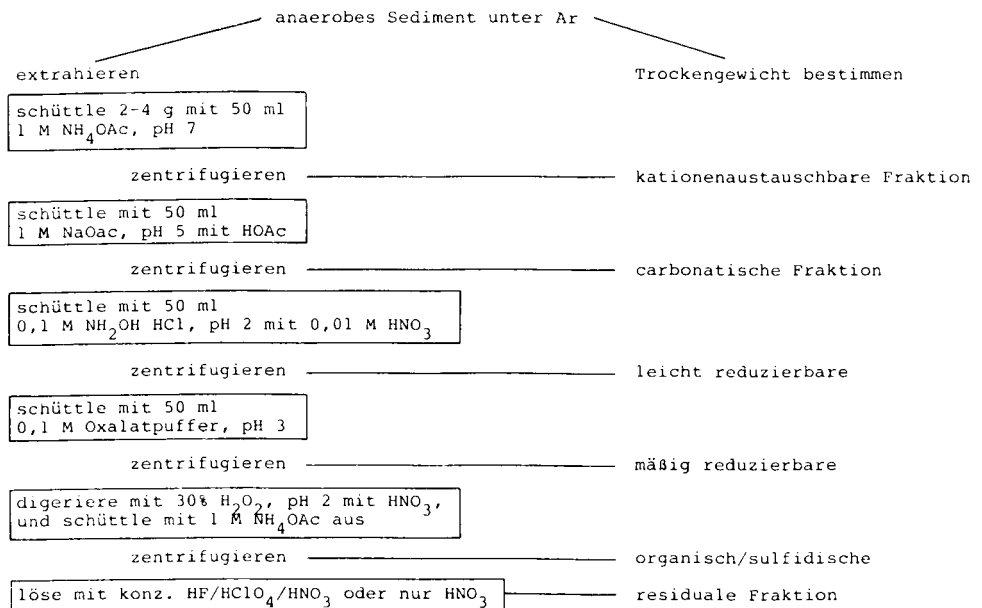 anaerobes Sediment unter Ar
extrahieren
Trockengewicht bestimmen
schüttle 2-4 g mit 50 ml
1 M NH4OAc, pH 7
zentrifugieren
kationenaustauschbare Fraktion
schüttle mit 50 ml
1 M NaOac, pH 5 mit HOAc
zentrifugieren
carbonatische Fraktion
schüttle mit 50 ml
0,1 M NH2OH HCl, pH 2 mit 0,01 M HNO3
zentrifugieren
leicht reduzierbare
schüttle mit 50 ml
0,1 M Oxalatpuffer, pH 3
zentrifugieren
mäßig reduzierbare
digeriere mit 30% H2O2, pH 2 mit HNO3,
und schüttle mit 1 M NH4OAc aus
zentrifugieren
organisch/sulfidische
löse mit konz. HF/HClO4/HNO3 oder nur HNO3
residuale Fraktion